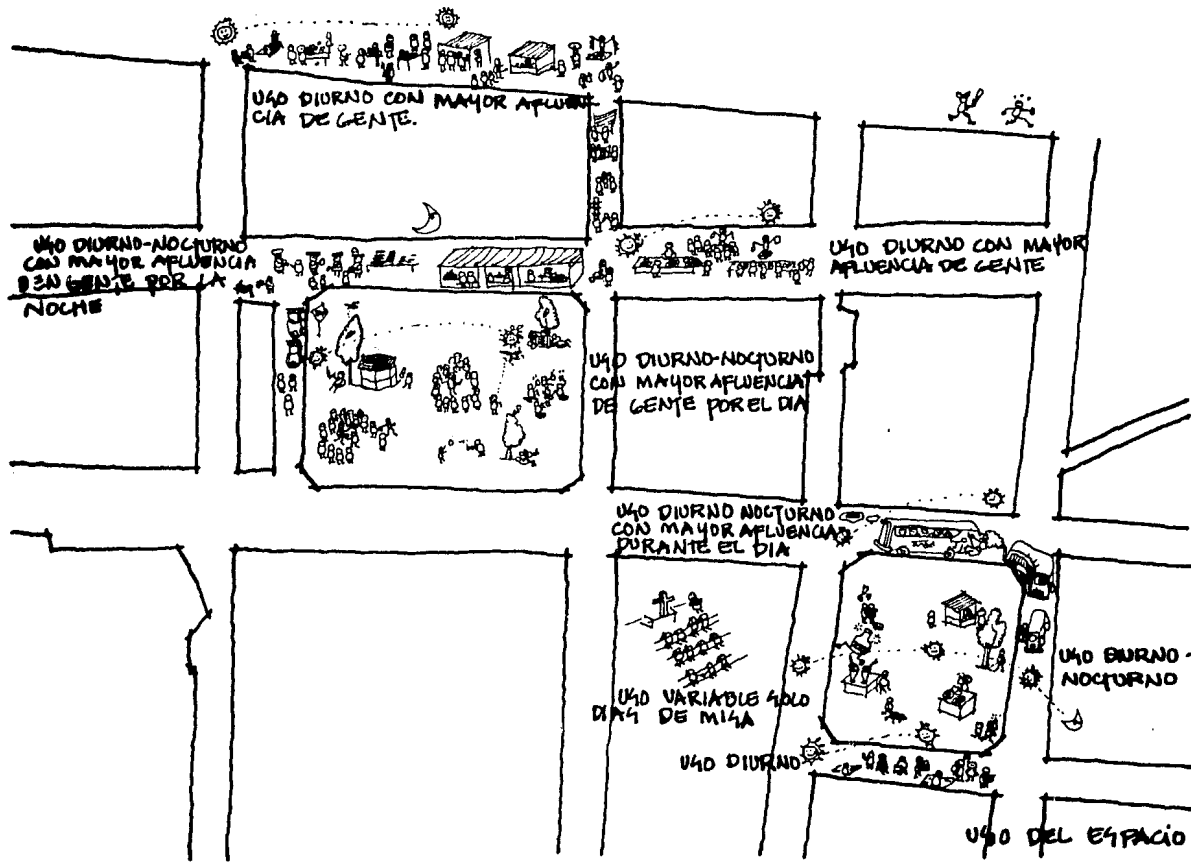 USO DIURNO CON MAYOR AFLUEN
CIA DE GENTE.
USO DIURNO-NOCTURNO
CON MAYOR AFLUENCIA
DEN GENTE POR LA
NOCHE
USO DIURNO CON MAYOR
AFLUENCIA DE GENTE
USO DIURNO-NOCTURNO
CON MAYOR AFLUENCIA
DE GENTE POR EL DIA
USO DIURNO NOCTURNO
CON MAYOR AFLUENCIA
DURANTE EL DIA
USO VARIABLE SOLO
DIAS DE MISA
USO DIURNO-
NOCTURNO
USO DIURNO
USO DEL ESPACIO